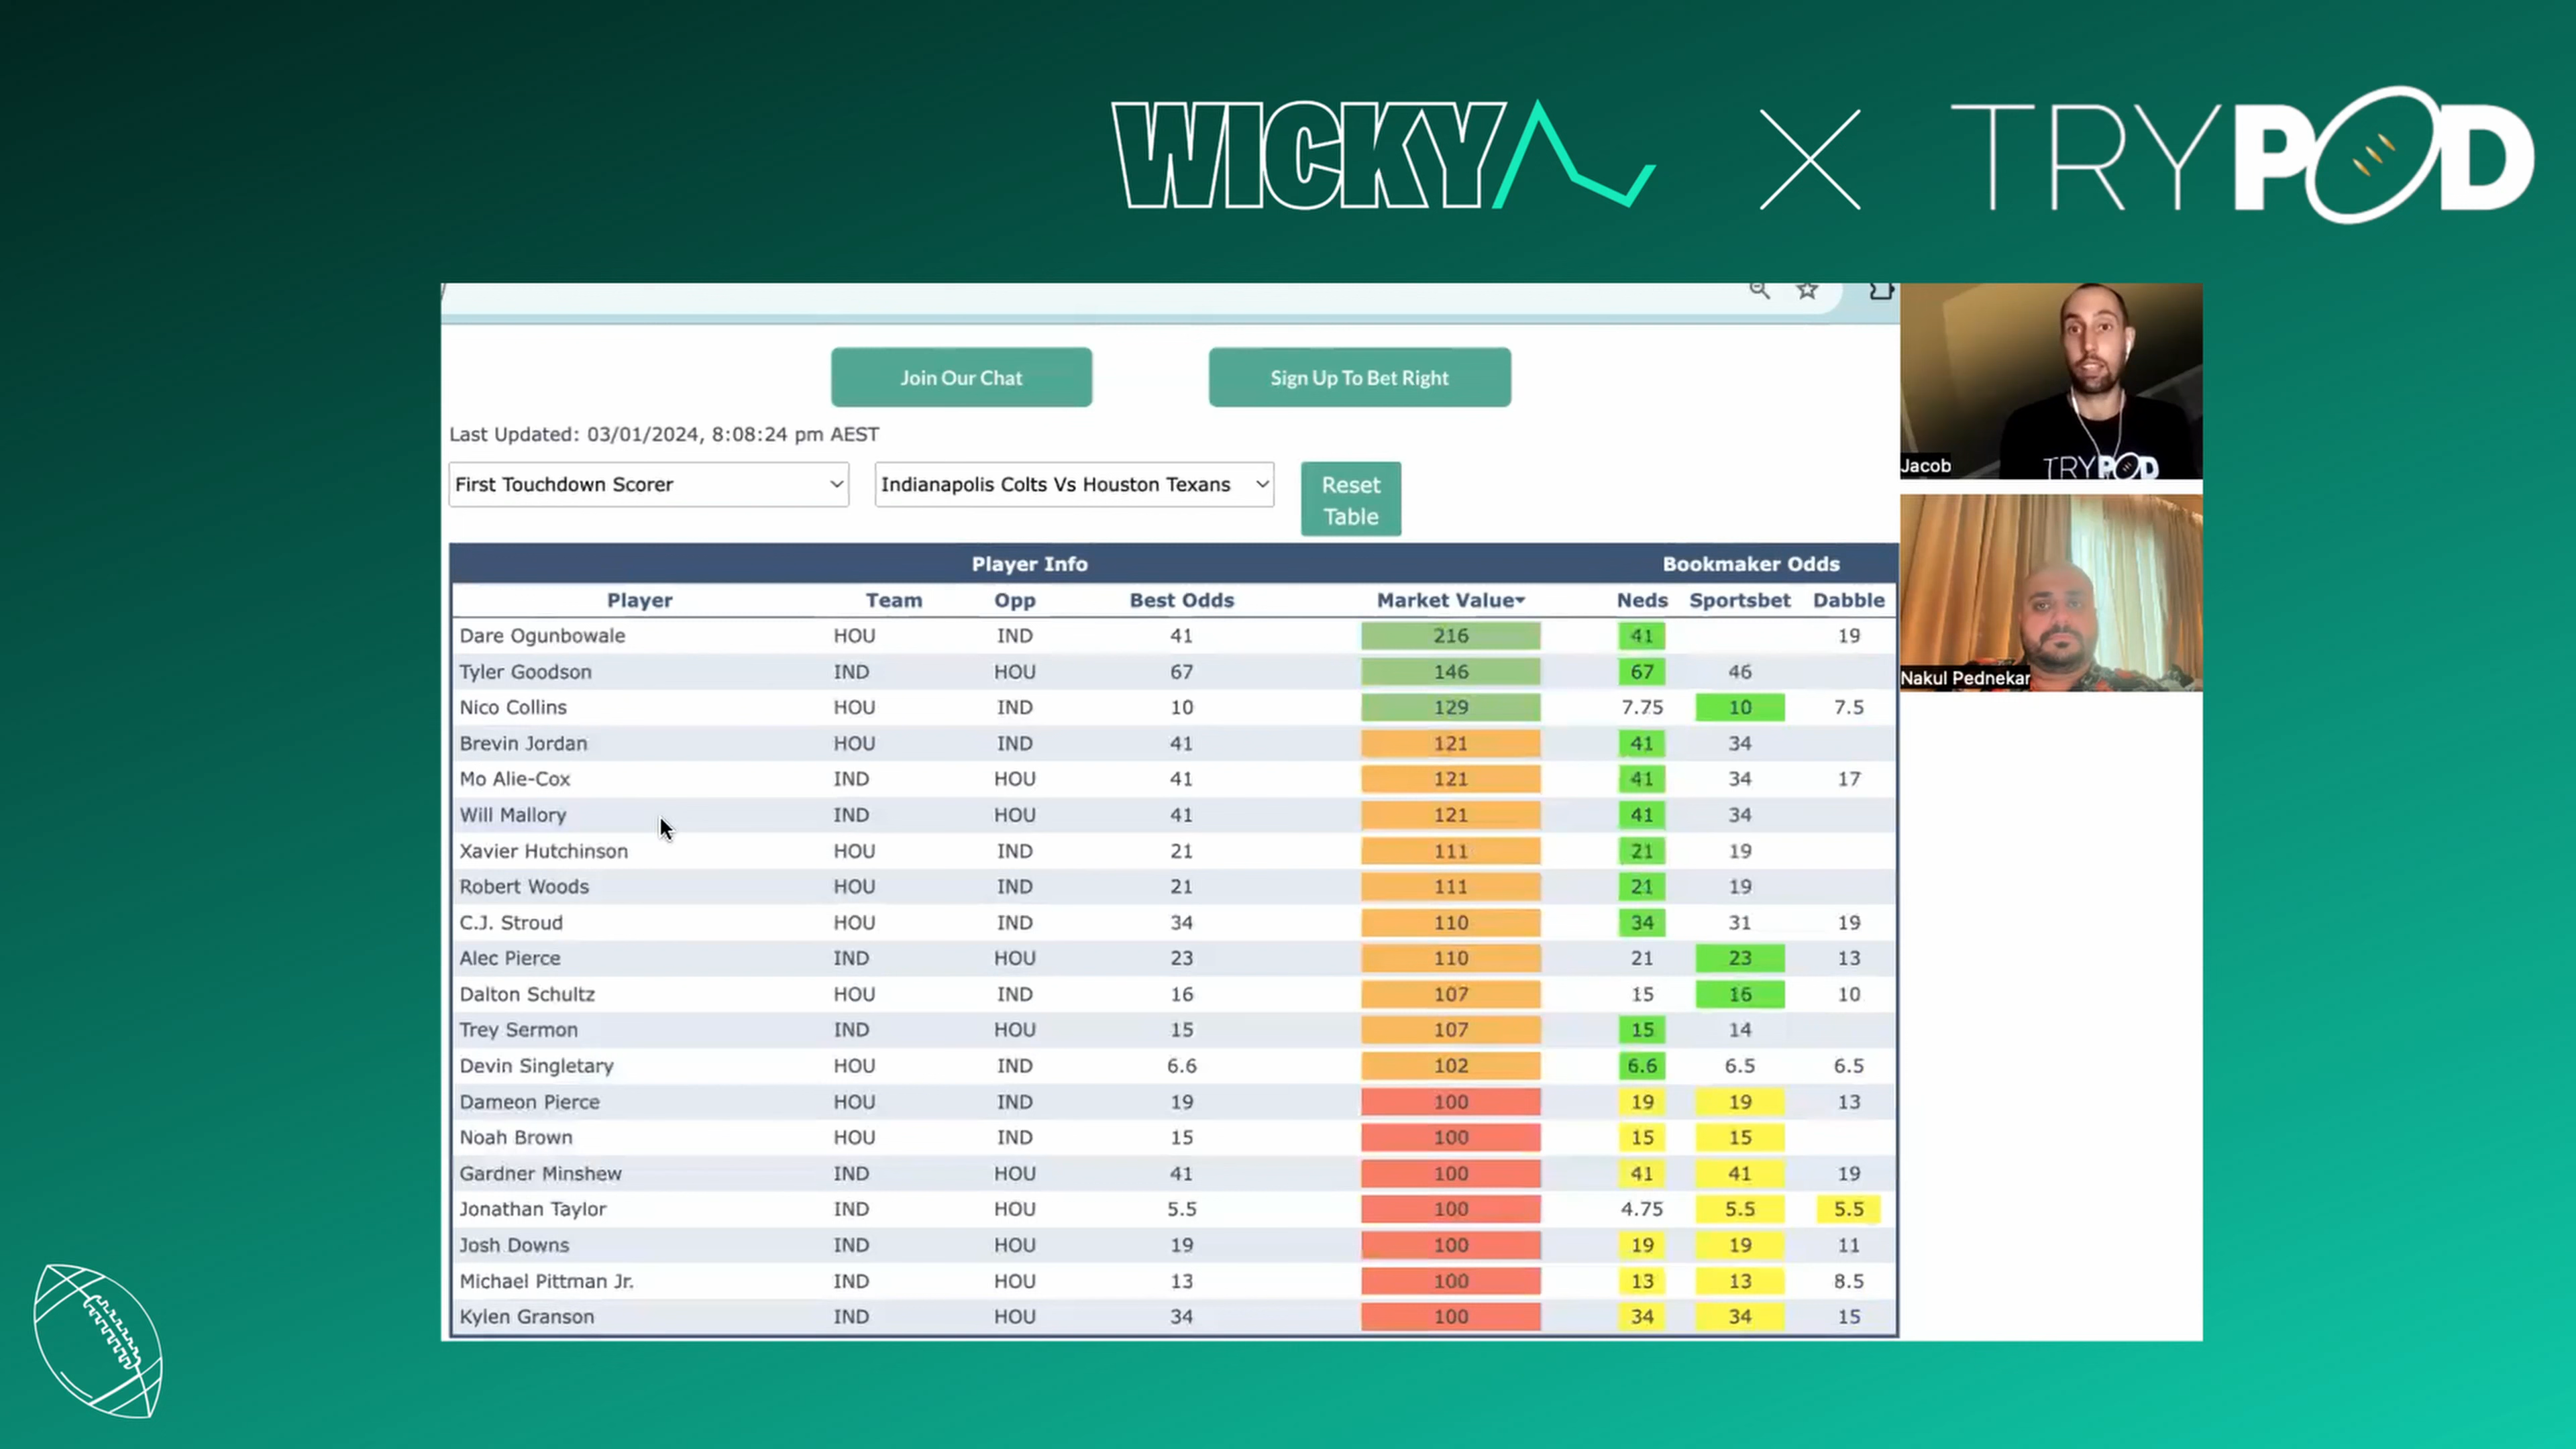 WICKY X TRYPOD
Join Our Chat
Sign Up To Bet Right
Last Updated: 03/01/2024, 8:08:24 pm AEST
First Touchdown Scorer
Indianapolis Colts Vs Houston Texans
Reset
Table
Player Info Bookmaker Odds
Player Team Opp Best Odds Market Value Neds Sportsbet Dabble
Dare Ogunbowale HOU IND 41 216 41 19
Tyler Goodson IND HOU 67 146 67 46
Nico Collins HOU IND 10 129 7.75 10 7.5
Brevin Jordan HOU IND 41 121 41 34
Mo Alie-Cox IND HOU 41 121 41 34 17
Will Mallory IND HOU 41 121 41 34
Xavier Hutchinson HOU IND 21 111 21 19
Robert Woods HOU IND 21 111 21 19
C.J. Stroud HOU IND 34 110 34 31 19
Alec Pierce IND HOU 23 110 21 23 13
Dalton Schultz HOU IND 16 107 15 16 10
Trey Sermon IND HOU 15 107 15 14
Devin Singletary HOU IND 6.6 102 6.6 6.5 6.5
Dameon Pierce HOU IND 19 100 19 19 13
Noah Brown HOU IND 15 100 15 15
Gardner Minshew IND HOU 41 100 41 41 19
Jonathan Taylor IND HOU 5.5 100 4.75 5.5 5.5
Josh Downs IND HOU 19 100 19 19 11
Michael Pittman Jr. IND HOU 13 100 13 13 8.5
Kylen Granson IND HOU 34 100 34 34 15
TRYPOD
Jacob
Nakul Pednekar